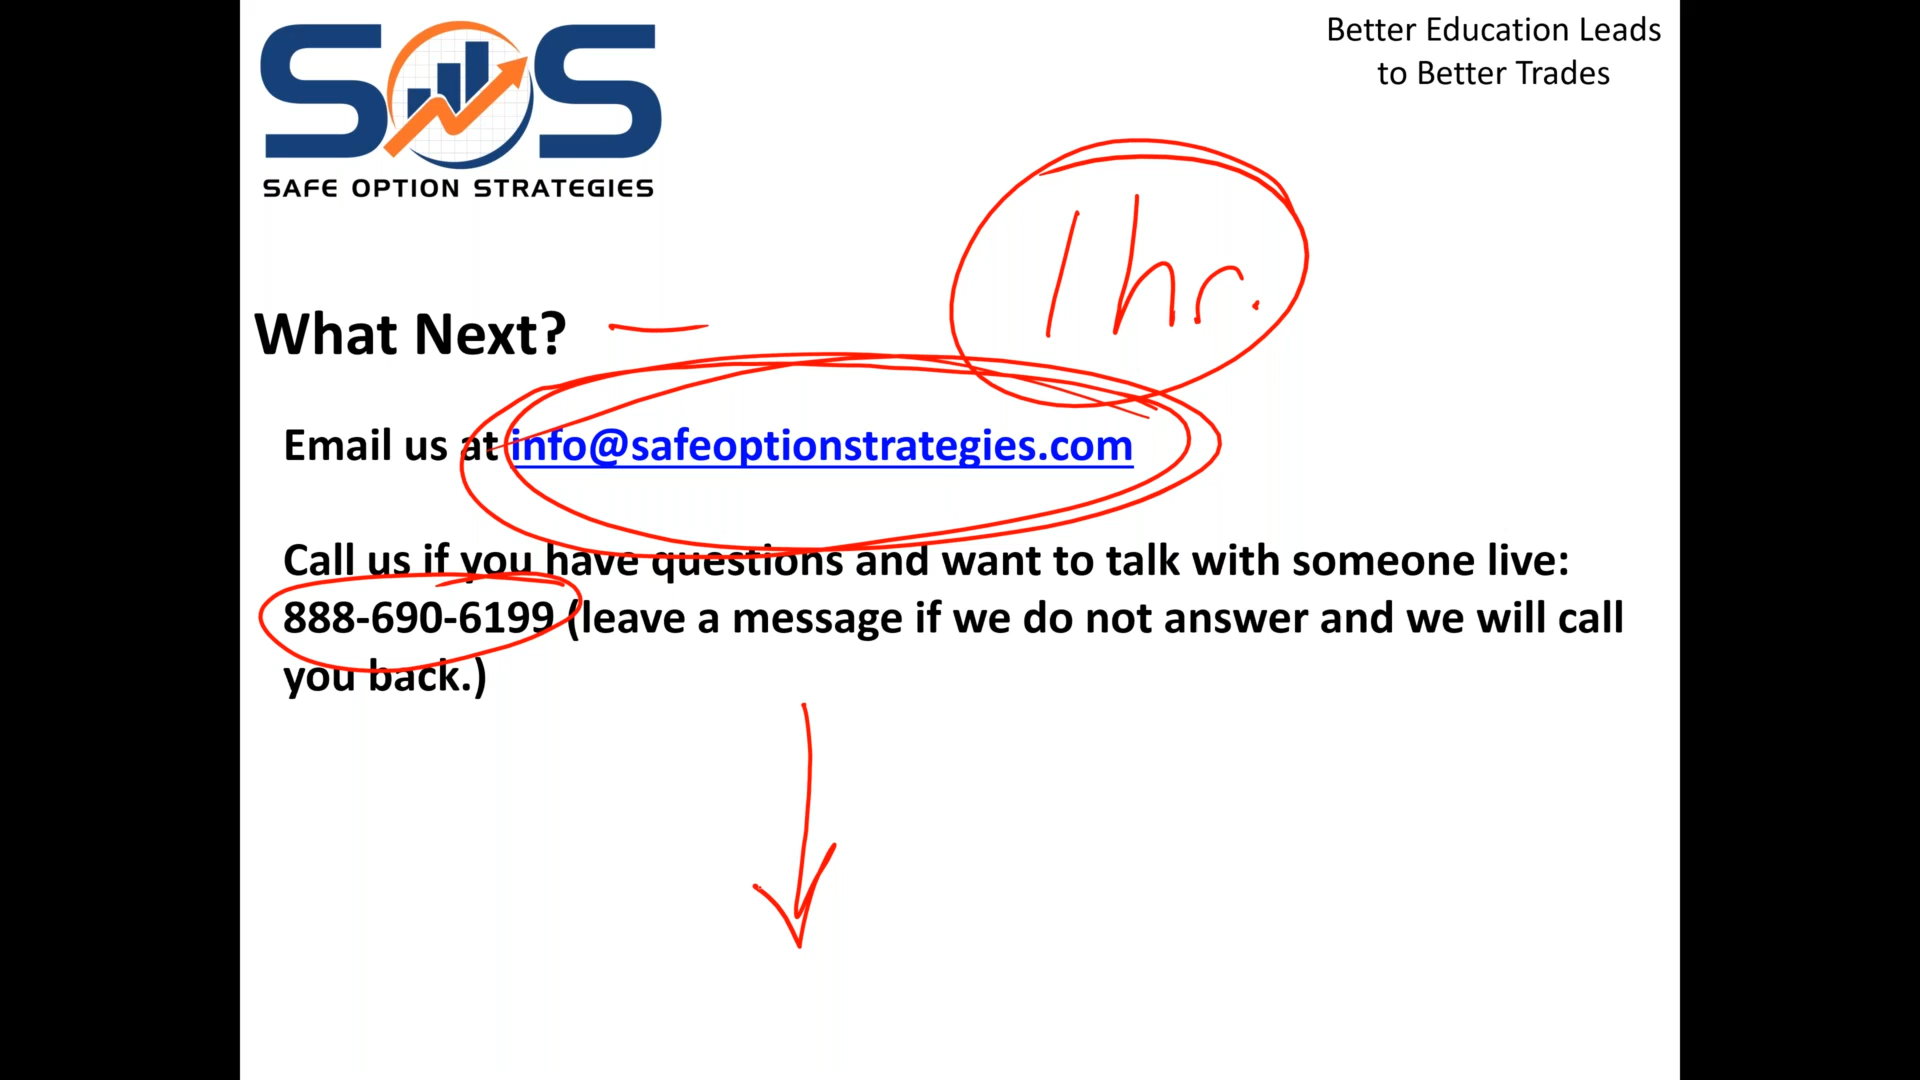 SOS
SAFE OPTION STRATEGIES
Better Education Leads
to Better Trades
1 hr.
What Next?
Email us at info@safeoptionstrategies.com
Call us if you have questions and want to talk with someone live:
888-690-6199 (leave a message if we do not answer and we will call
you back.)